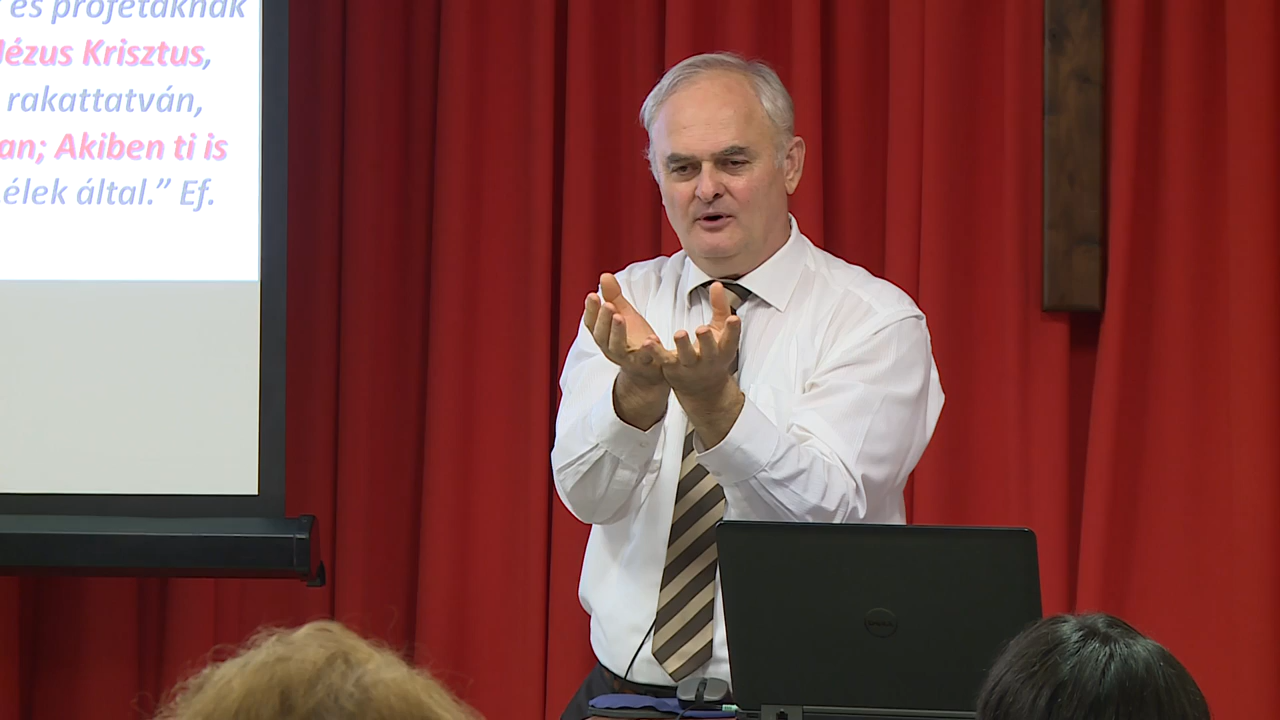 és prófétáknak
Jézus Krisztus,
rakattatván,
an; Akiben ti is
élek által.” Ef.
DELL